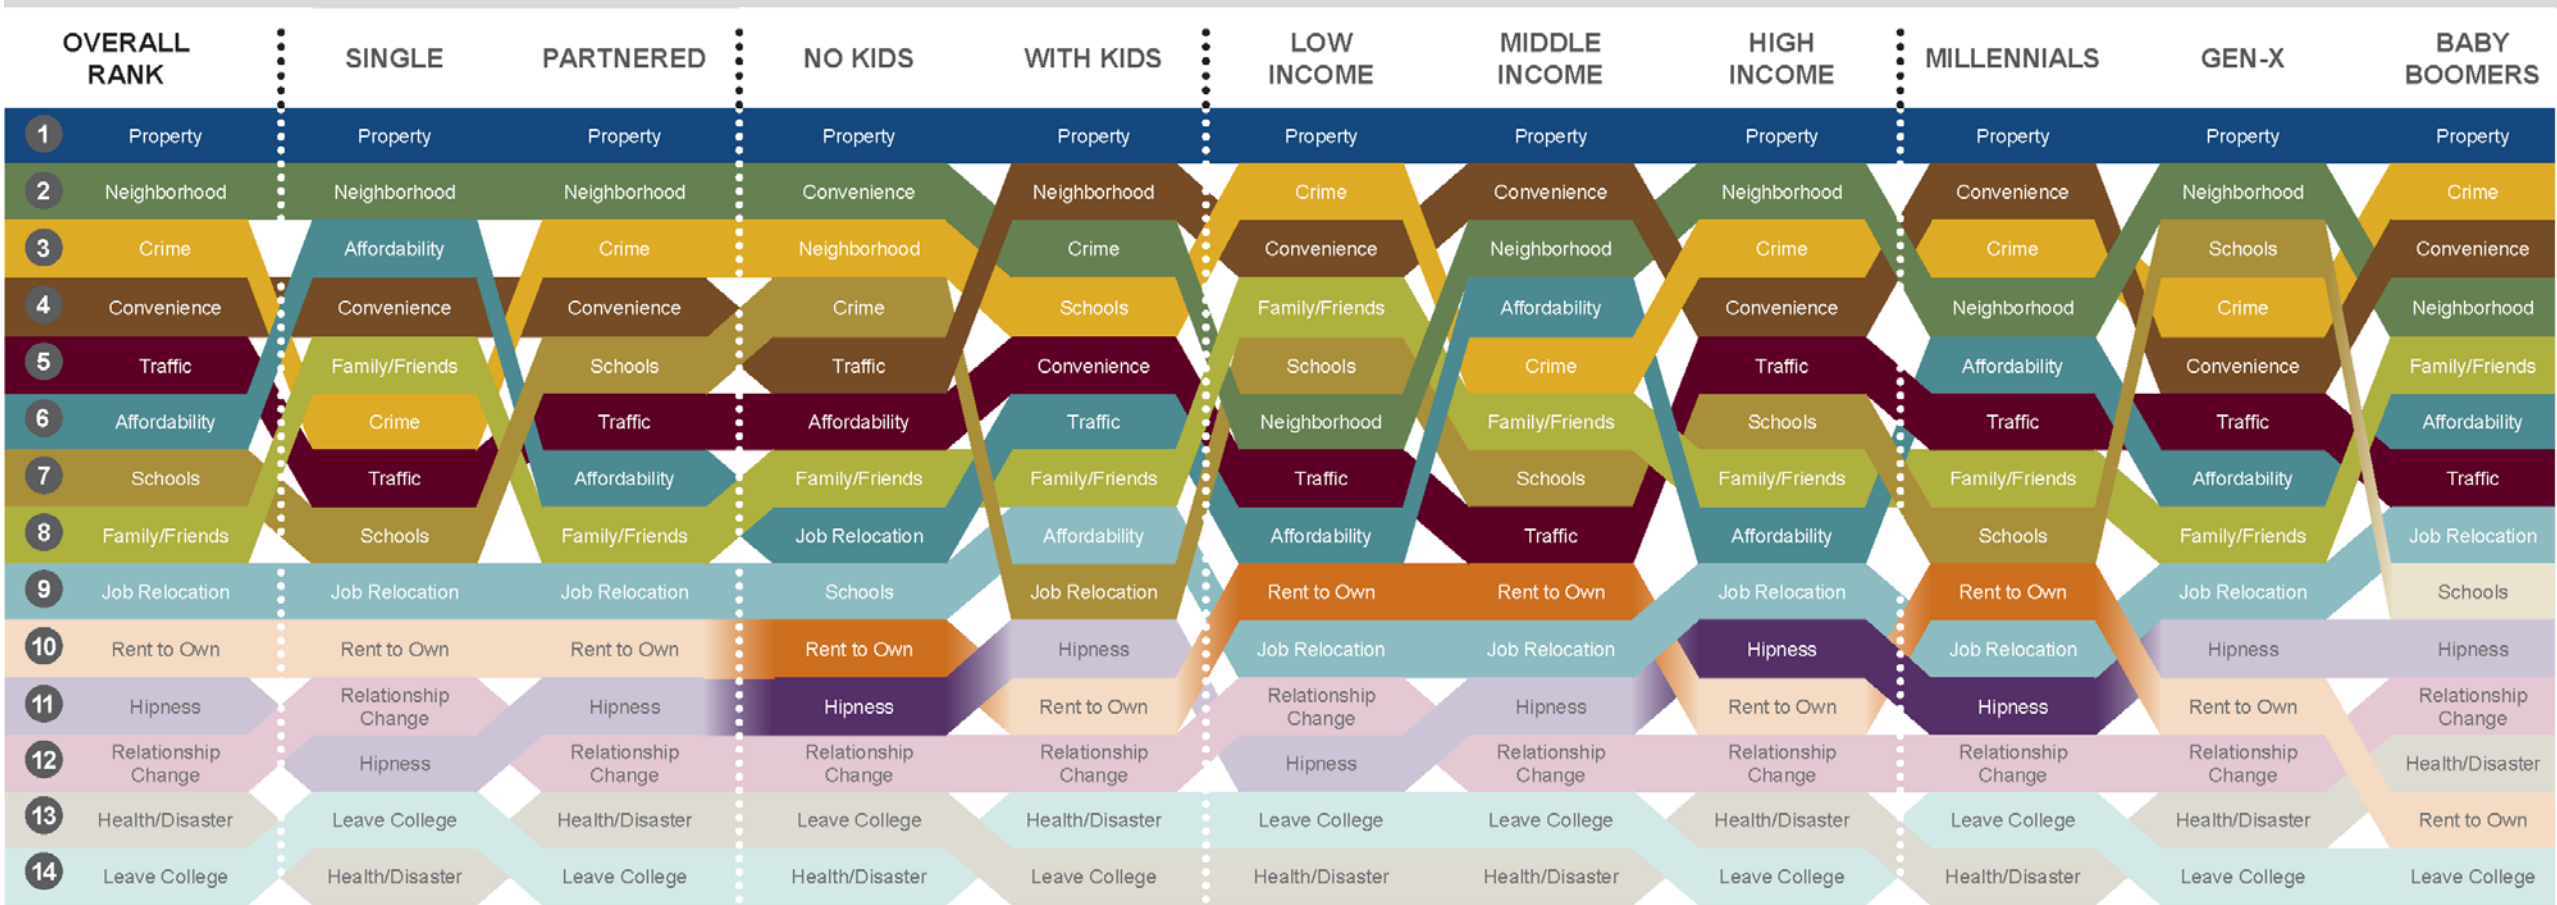 OVERALL
RANK
SINGLE
PARTNERED
NO KIDS
WITH KIDS
LOW
INCOME
MIDDLE
INCOME
HIGH
INCOME
MILLENNIALS
GEN-X
BABY
BOOMERS
1 Property Property Property Property Property Property Property Property Property Property Property
2 Neighborhood Neighborhood Neighborhood Convenience Neighborhood Crime Convenience Neighborhood Convenience Neighborhood Crime
3 Crime Affordability Crime Neighborhood Crime Convenience Neighborhood Crime Crime Schools Convenience
4 Convenience Convenience Convenience Crime Schools Family/Friends Affordability Convenience Neighborhood Crime Neighborhood
5 Traffic Family/Friends Schools Traffic Convenience Schools Crime Traffic Affordability Convenience Family/Friends
6 Affordability Crime Traffic Affordability Traffic Neighborhood Family/Friends Schools Traffic Traffic Affordability
7 Schools Traffic Affordability Family/Friends Family/Friends Traffic Schools Family/Friends Family/Friends Affordability Traffic
8 Family/Friends Schools Family/Friends Job Relocation Affordability Affordability Traffic Affordability Schools Family/Friends Job Relocation
9 Job Relocation Job Relocation Job Relocation Schools Job Relocation Rent to Own Rent to Own Job Relocation Rent to Own Job Relocation Schools
10 Rent to Own Rent to Own Rent to Own Rent to Own Hipness Job Relocation Job Relocation Hipness Job Relocation Hipness Hipness
11 Hipness Relationship Change Hipness Hipness Rent to Own Relationship Change Hipness Rent to Own Hipness Rent to Own Relationship Change
12 Relationship Change Hipness Relationship Change Relationship Change Relationship Change Hipness Relationship Change Relationship Change Relationship Change Relationship Change Health/Disaster
13 Health/Disaster Leave College Health/Disaster Leave College Health/Disaster Leave College Leave College Health/Disaster Leave College Health/Disaster Rent to Own
14 Leave College Health/Disaster Leave College Health/Disaster Leave College Health/Disaster Health/Disaster Leave College Health/Disaster Leave College Leave College